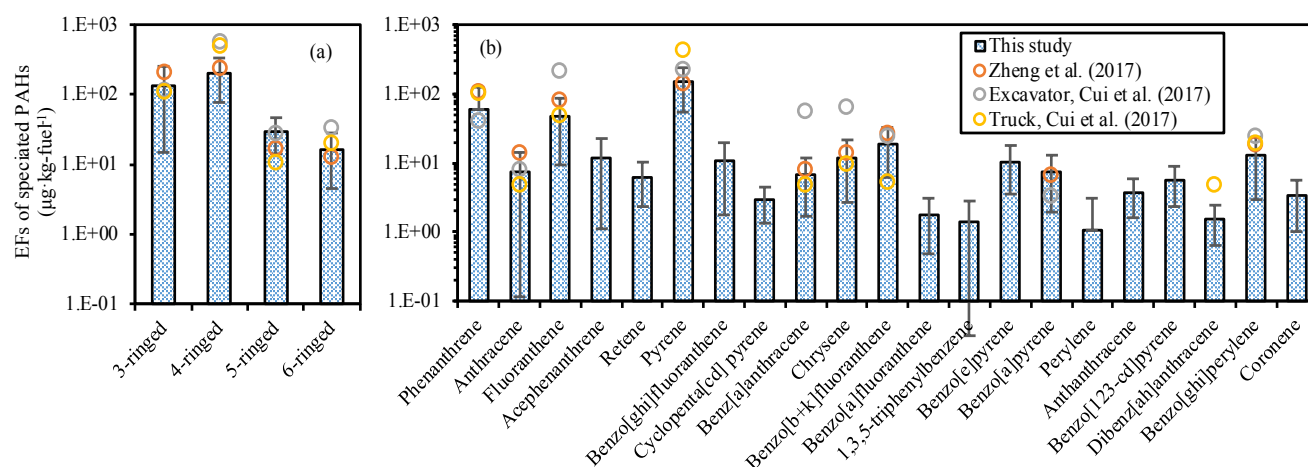 1.E+03
1.E+02
1.E+01
1.E+00
1.E-01
EFs of speciated PAHs
(μg·kg-fuel-1)
(a)
3-ringed
4-ringed
5-ringed
6-ringed
1.E+03
1.E+02
1.E+01
1.E+00
1.E-01
(b)
This study
Zheng et al. (2017)
Excavator, Cui et al. (2017)
Truck, Cui et al. (2017)
Phenanthrene
Anthracene
Fluoranthene
Acephenanthrene
Retene
Pyrene
Benzo[ghi]fluoranthene
Cyclopenta[cd] pyrene
Benz[a]anthracene
Chrysene
Benzo[b+k]fluoranthene
Benzo[a]fluoranthene
1,3,5-triphenylbenzene
Benzo[e]pyrene
Benzo[a]pyrene
Perylene
Anthanthracene
Benzo[123-cd]pyrene
Dibenz[ah]anthracene
Benzo[ghi]perylene
Coronene